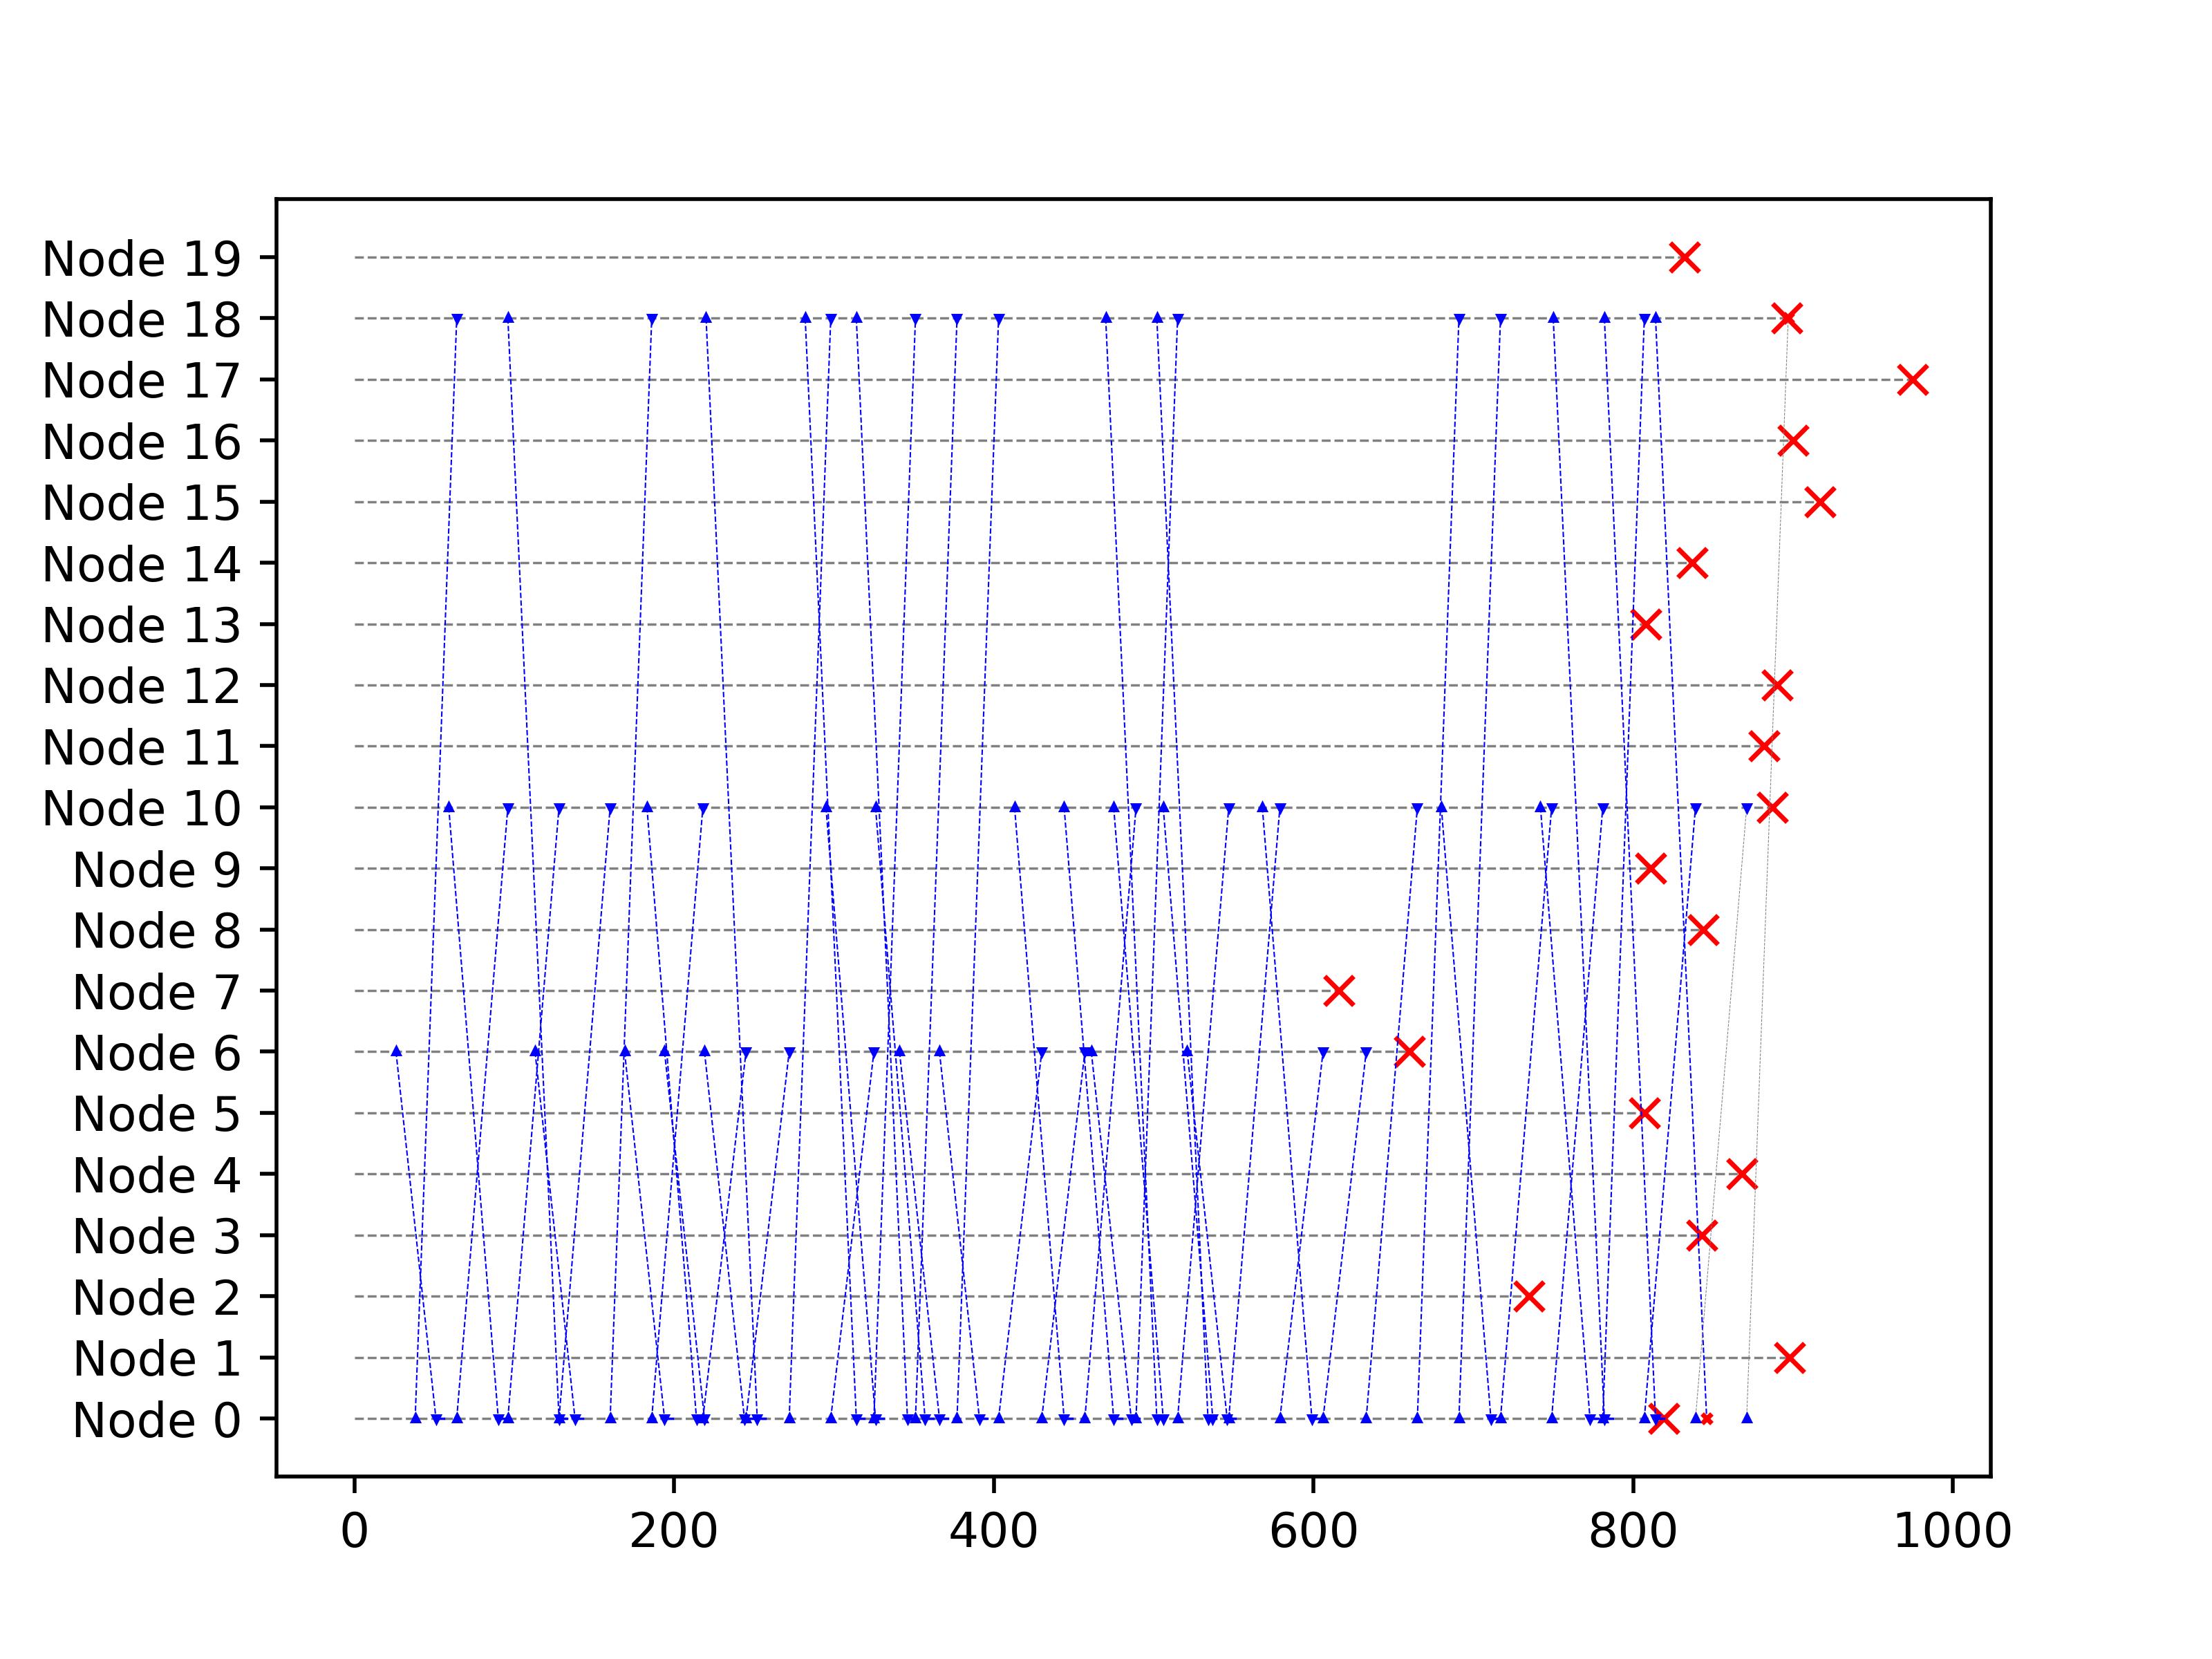 Node 19
Node 18
Node 17
Node 16
Node 15
Node 14
Node 13
Node 12
Node 11
Node 10
Node 9
Node 8
Node 7
Node 6
Node 5
Node 4
Node 3
Node 2
Node 1
Node 0
0 200 400 600 800 1000